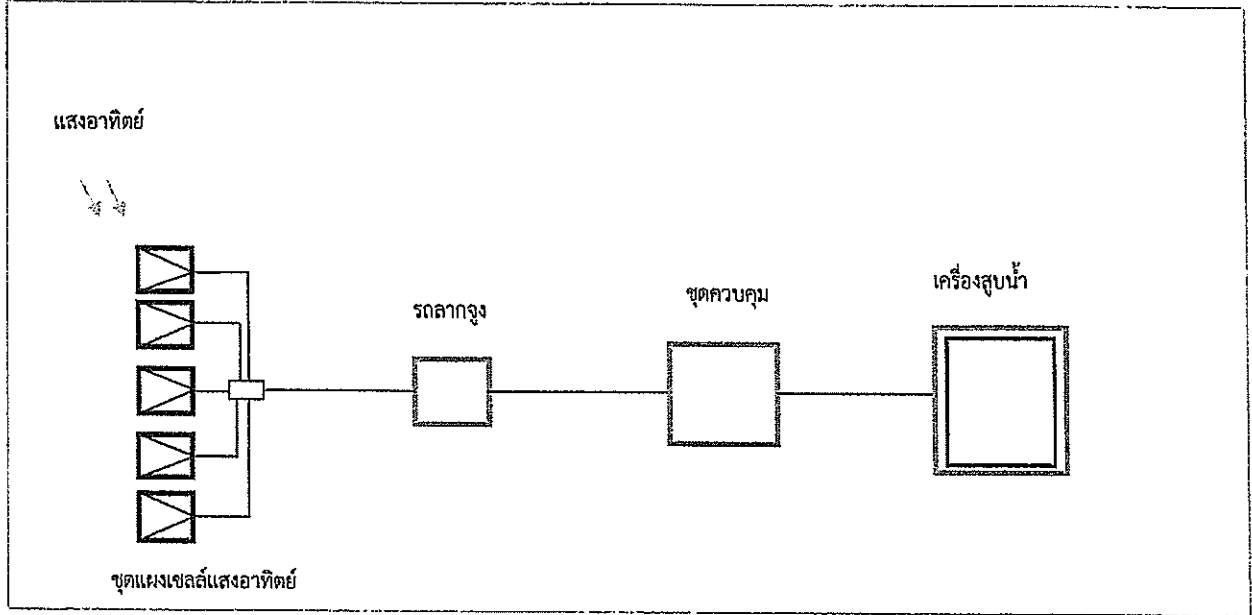 แสงอาทิตย์
รถลากจูง
ชุดควบคุม
เครื่องสูบน้ำ
ชุดแผงเซลล์แสงอาทิตย์